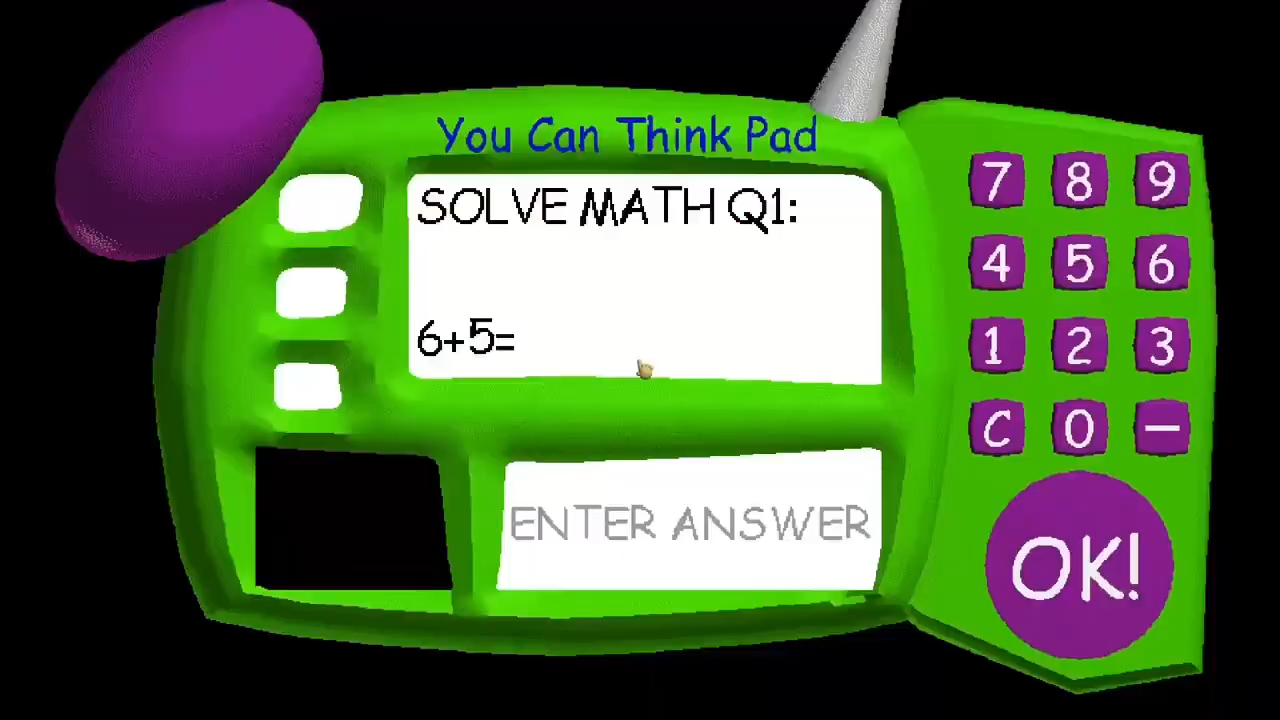 You Can Think Pad
SOLVE MATH Q1:
6+5=
ENTER ANSWER
7 8 9
4 5 6
1 2 3
C 0 −
OK!